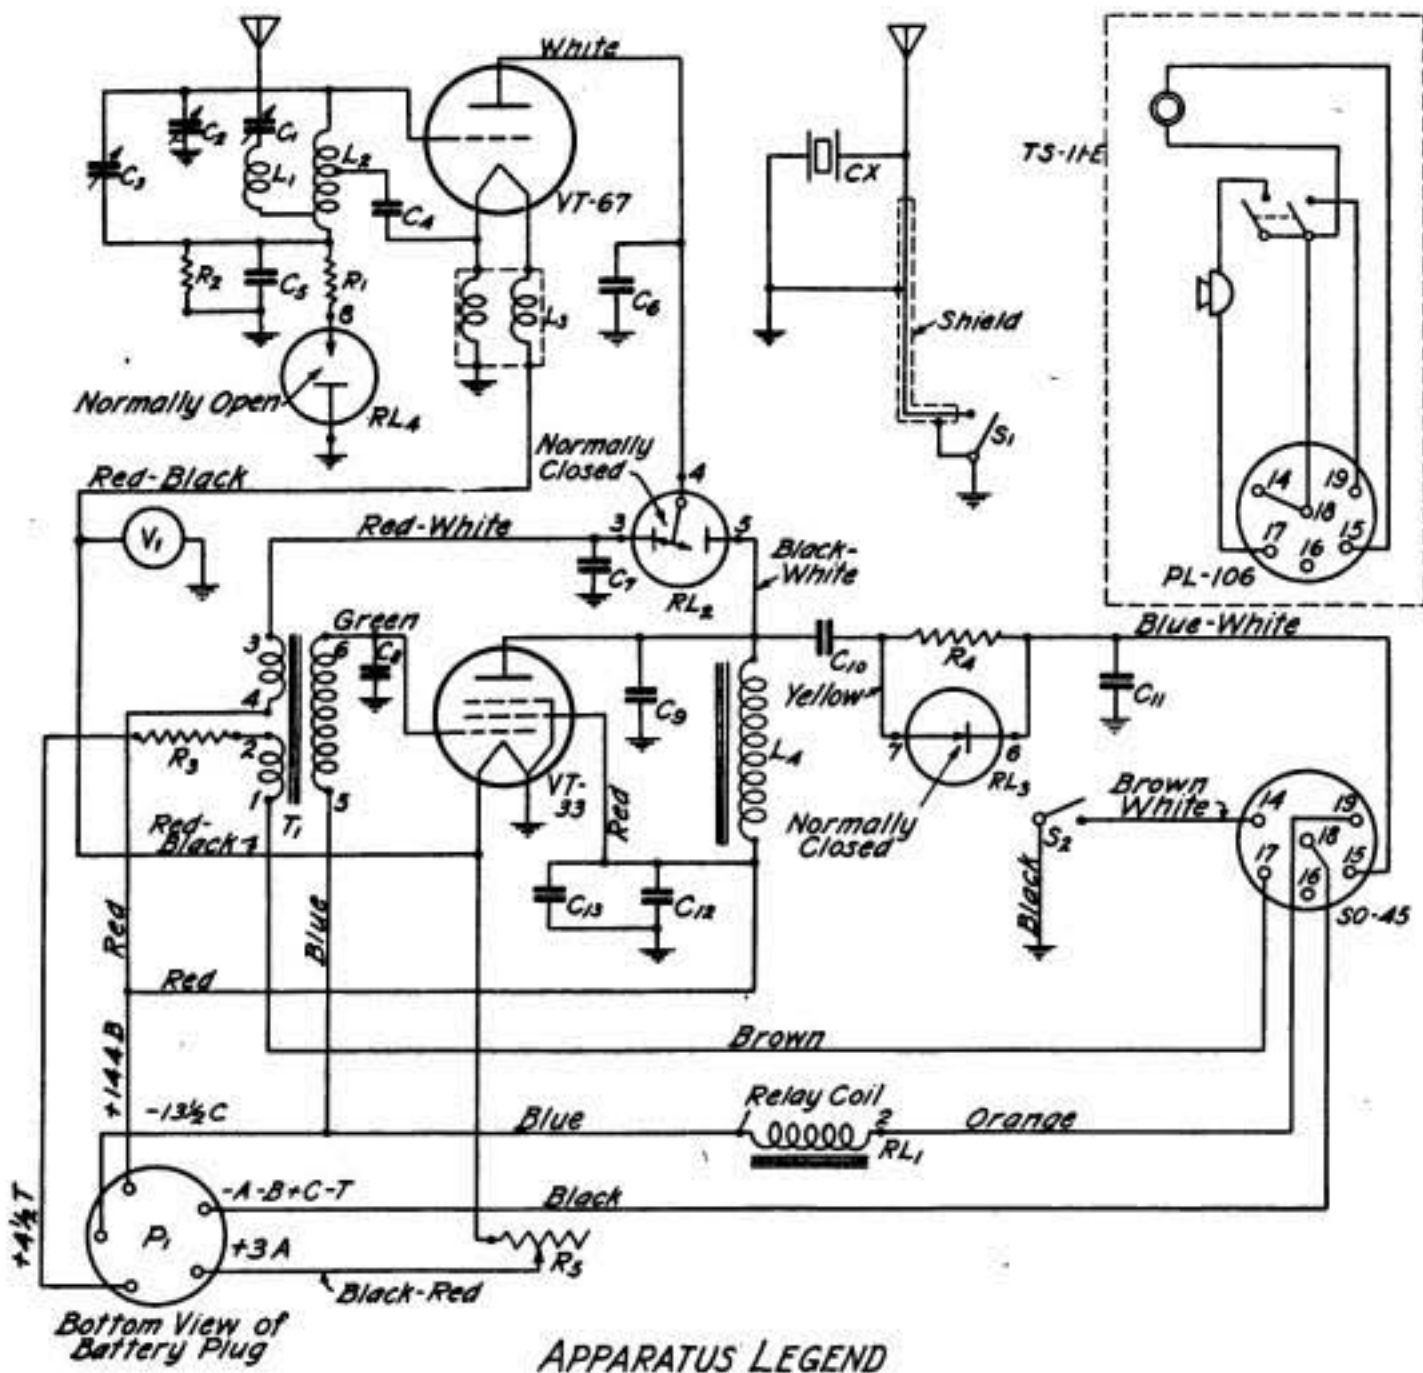 White
C2
C1
C3
L1
L2
C4
VT-67
R2
C5
R1
8
L3
C6
CX
TS-11-E
Shield
S1
Normally Open
RL4
Normally
Closed
4
Red-Black
V1
Red-White
3
5
C7
RL2
Black-
White
14
19
18
17
16
15
PL-106
Green
3
6
C8
4
R3
2
1
T1
5
VT-
33
Red
C9
L4
C10
R4
Blue-White
Yellow
C11
7
6
RL3
Normally
Closed
Brown
White
S2
Black
14
19
18
17
16
15
SO-45
Red-
Black
C13
C12
Red
Blue
Red
Brown
+144B
-13½C
Blue
Relay Coil
1
2
RL1
Orange
-A-B+C-T
Black
+4½T
P1
+3A
R5
Black-Red
Bottom View of
Battery Plug
APPARATUS LEGEND